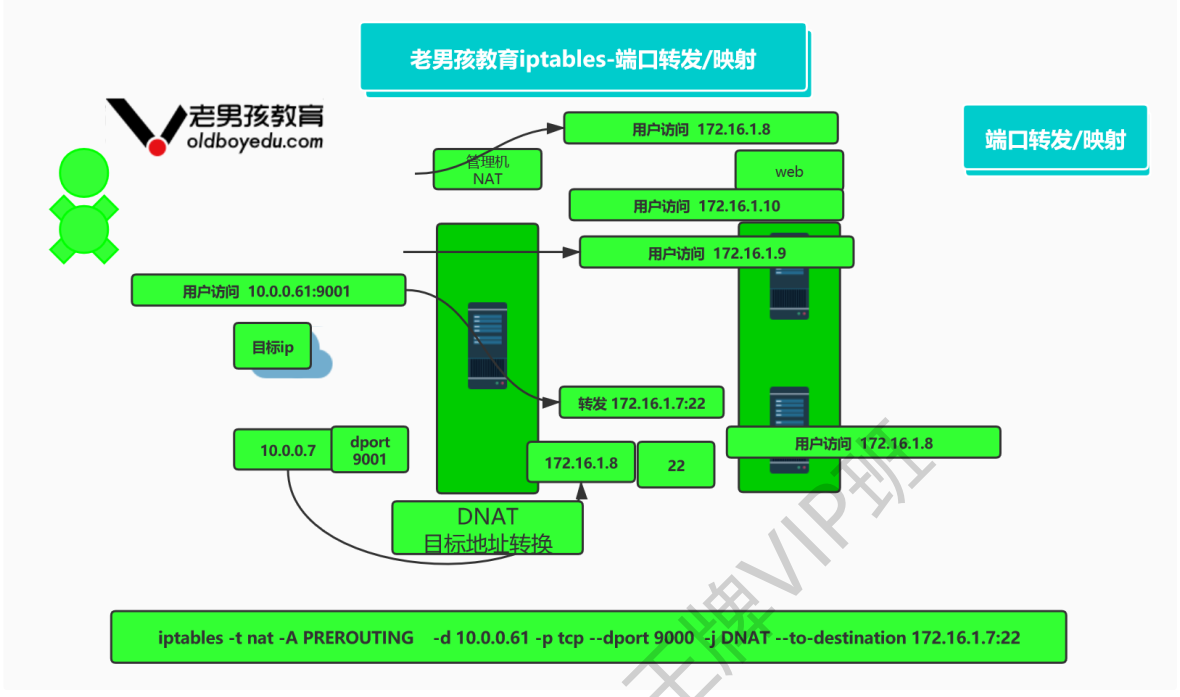 老男孩教育iptables-端口转发/映射
老男孩教育
oldboyedu.com
端口转发/映射
用户访问 172.16.1.8
管理机
NAT
web
用户访问 172.16.1.10
用户访问 172.16.1.9
用户访问 10.0.0.61:9001
目标ip
转发 172.16.1.7:22
10.0.0.7
dport
9001
172.16.1.8
22
用户访问 172.16.1.8
DNAT
目标地址转换
iptables -t nat -A PREROUTING -d 10.0.0.61 -p tcp --dport 9000 -j DNAT --to-destination 172.16.1.7:22
王牌VIP班